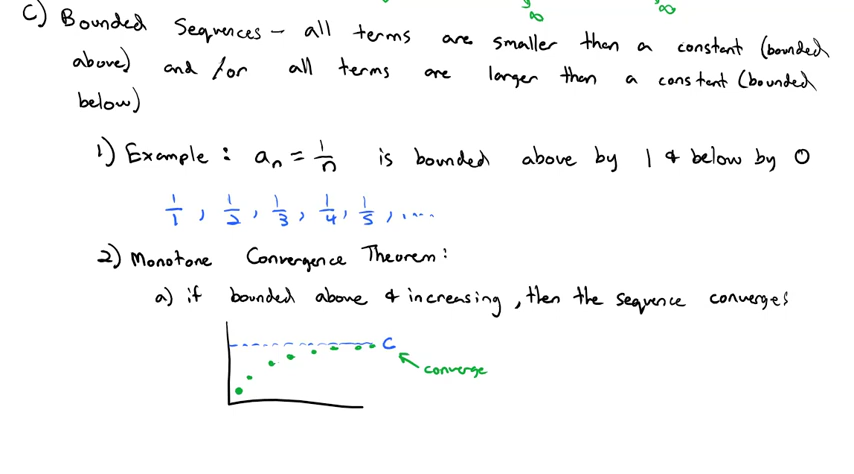 ∞ ∞
C) Bounded Sequences - all terms are smaller then a constant (bounded
above) and/or all terms are larger then a constant (bounded
below)
1) Example: aₙ = 1/n is bounded above by 1 & below by 0
1/1, 1/2, 1/3, 1/4, 1/5, ....
2) Monotone Convergence Theorem:
a) if bounded above & increasing, then the sequence converges
C
converge